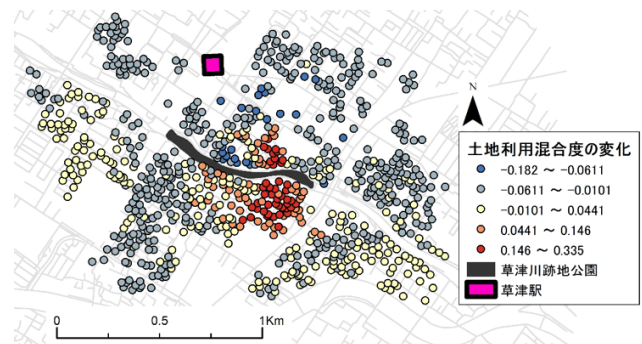 N
土地利用混合度の変化
-0.182 ～ -0.0611
-0.0611 ～ -0.0101
-0.0101 ～ 0.0441
0.0441 ～ 0.146
0.146 ～ 0.335
草津川跡地公園
草津駅
0 0.5 1Km